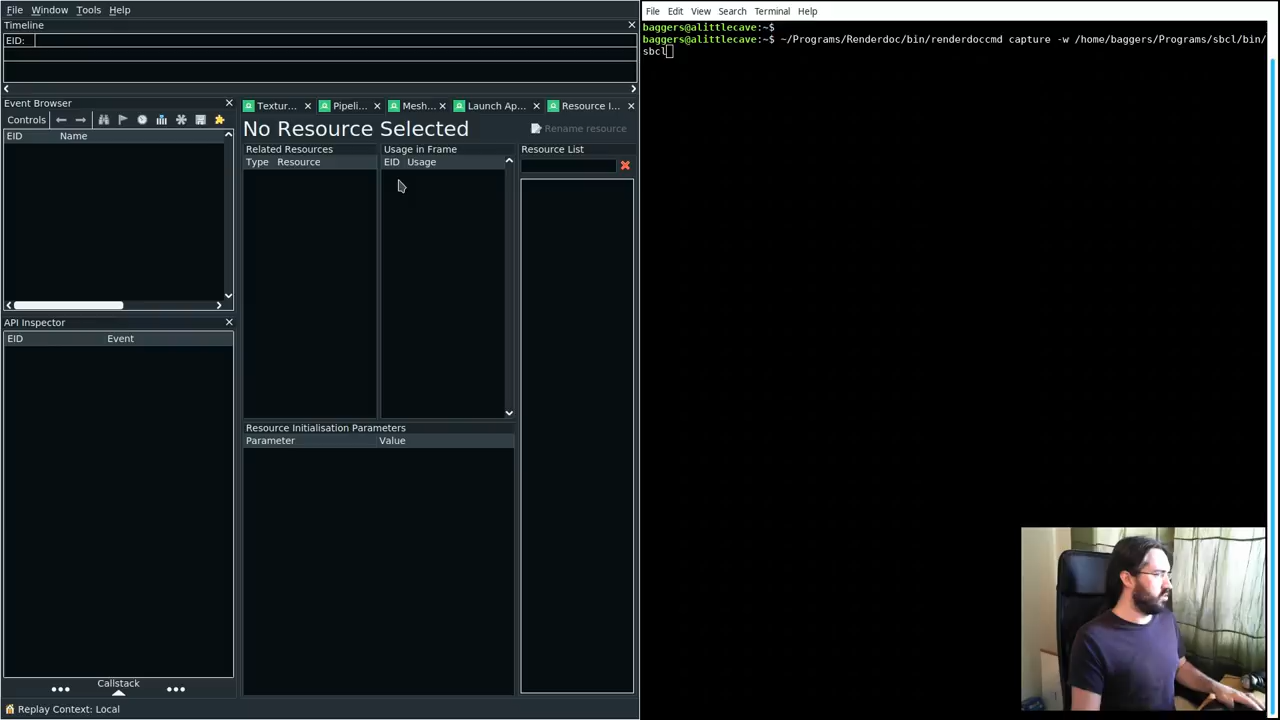 File Window Tools Help
Timeline
EID:
Event Browser
Controls
EID Name
API Inspector
EID Event
Callstack
Replay Context: Local
Textur... Pipeli... Mesh... Launch Ap... Resource I...
No Resource Selected
Rename resource
Related Resources
Type Resource
Usage in Frame
EID Usage
Resource List
Resource Initialisation Parameters
Parameter Value
File Edit View Search Terminal Help
baggers@alittlecave:~$
baggers@alittlecave:~$ ~/Programs/Renderdoc/bin/renderdoccmd capture -w /home/baggers/Programs/sbcl/bin/
sbcl